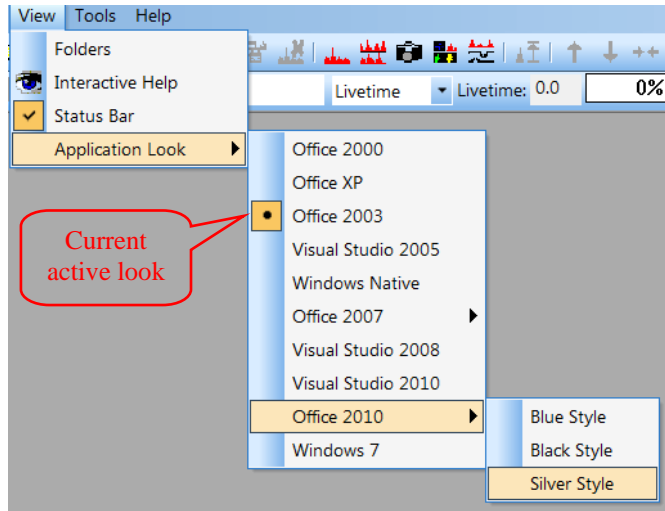 View Tools Help
Folders
Interactive Help
Livetime Livetime: 0.0 0%
Status Bar
Application Look
Office 2000
Office XP
Office 2003
Current
active look
Visual Studio 2005
Windows Native
Office 2007
Visual Studio 2008
Visual Studio 2010
Office 2010
Blue Style
Windows 7
Black Style
Silver Style